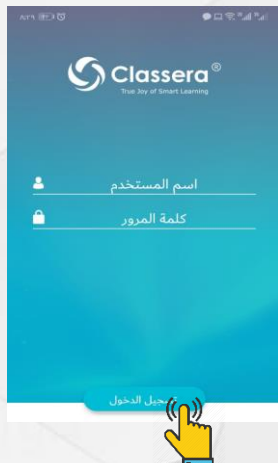 Classera®
True Joy of Smart Learning
اسم المستخدم
كلمة المرور
تسجيل الدخول